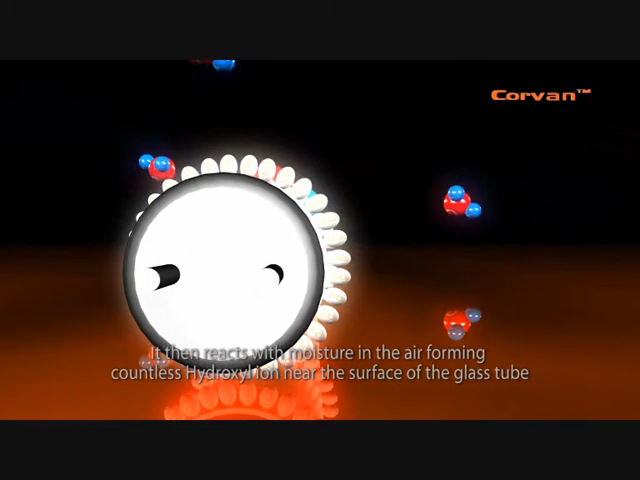 Corvan™
It then reacts with moisture in the air forming
countless Hydroxyl Ion near the surface of the glass tube